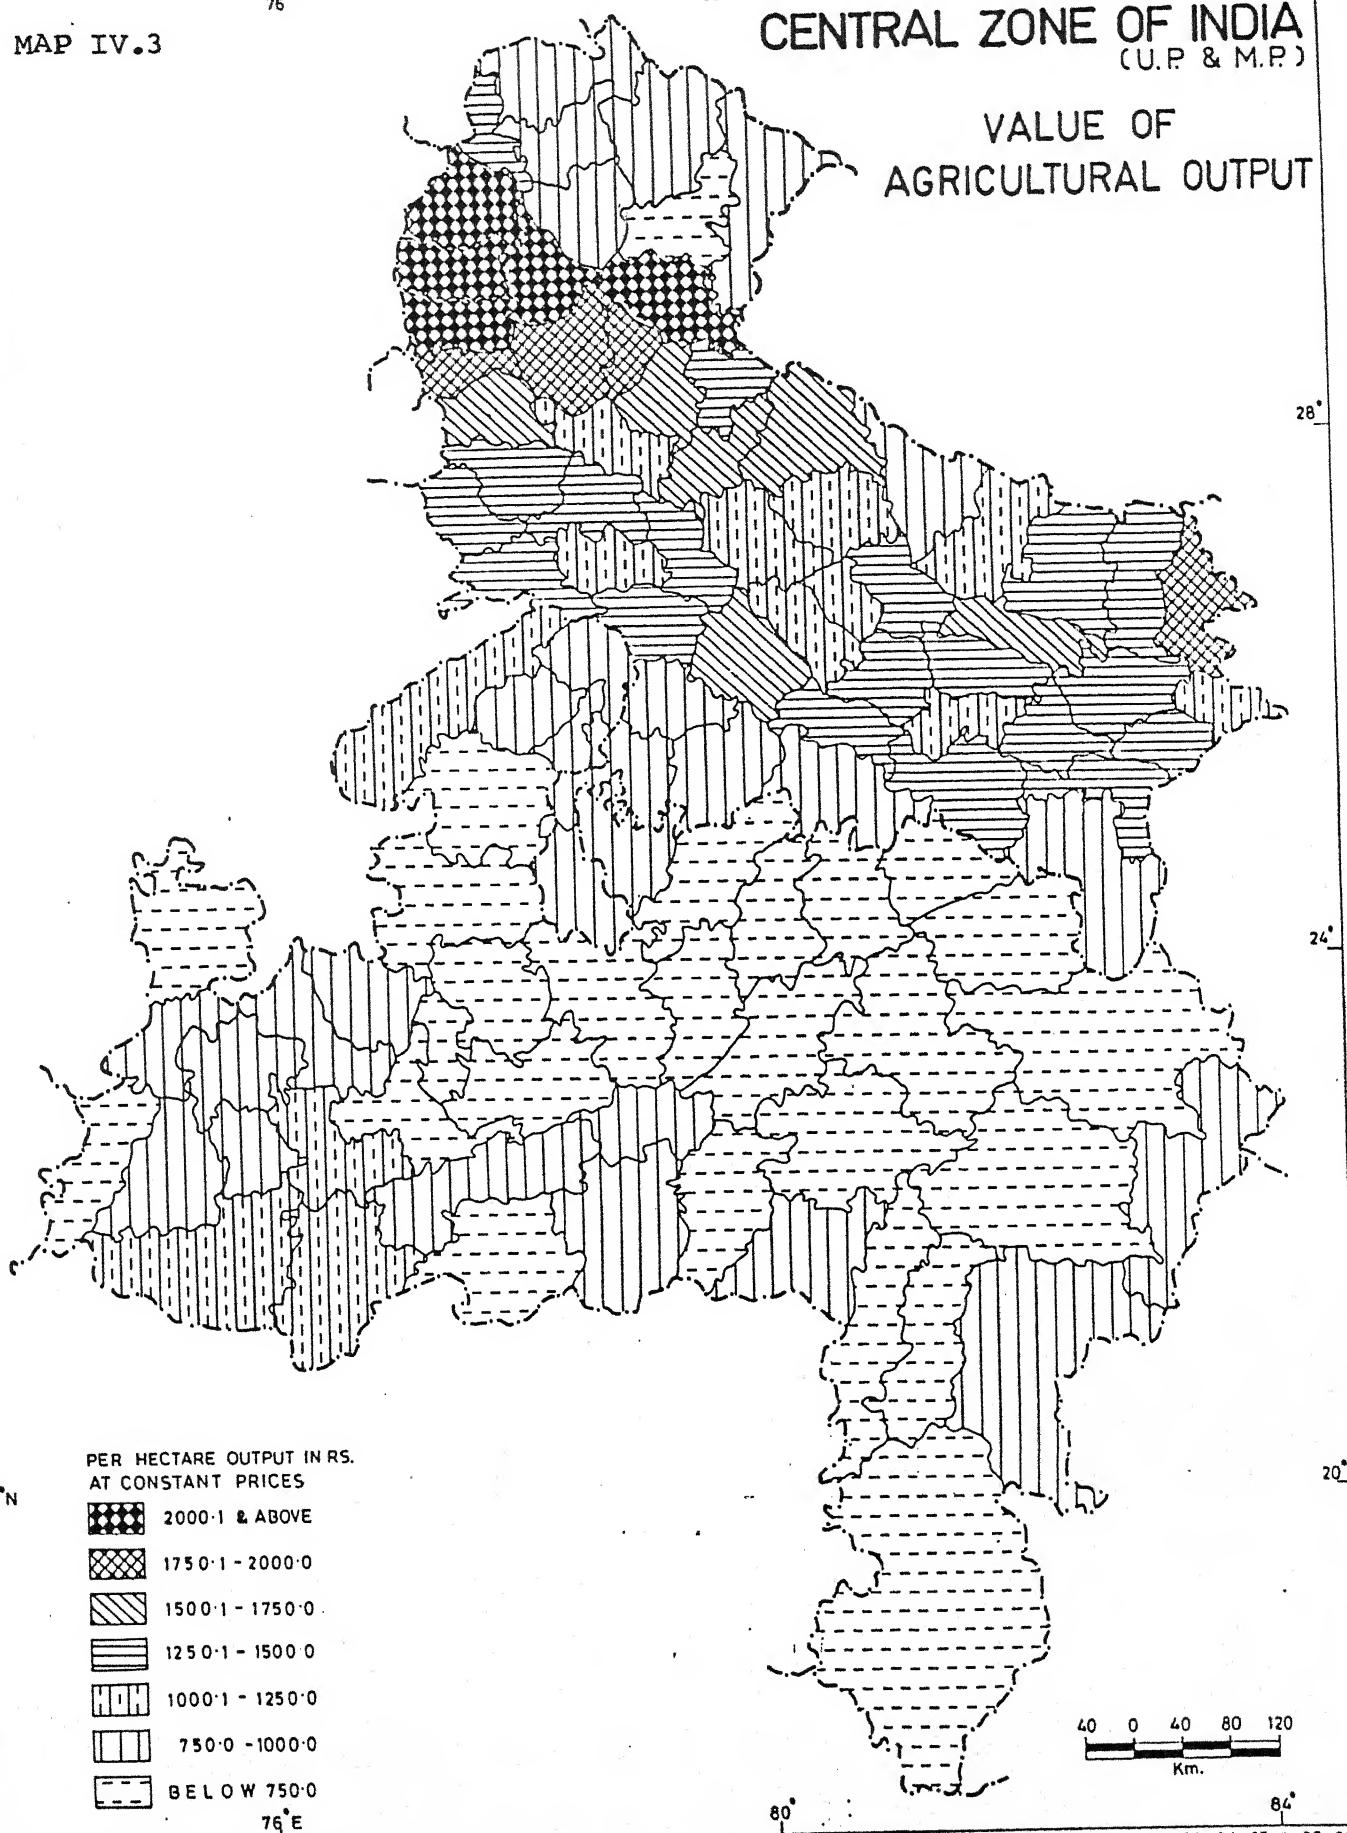 76
MAP IV.3
CENTRAL ZONE OF INDIA
(U.P. & M.P.)
VALUE OF
AGRICULTURAL OUTPUT
28°
24°
20°
°N
PER HECTARE OUTPUT IN RS.
AT CONSTANT PRICES
2000·1 & ABOVE
1750·1 - 2000·0
1500·1 - 1750·0
1250·1 - 1500·0
1000·1 - 1250·0
750·0 - 1000·0
BELOW 750·0
40 0 40 80 120
Km.
76°E
80°
84°